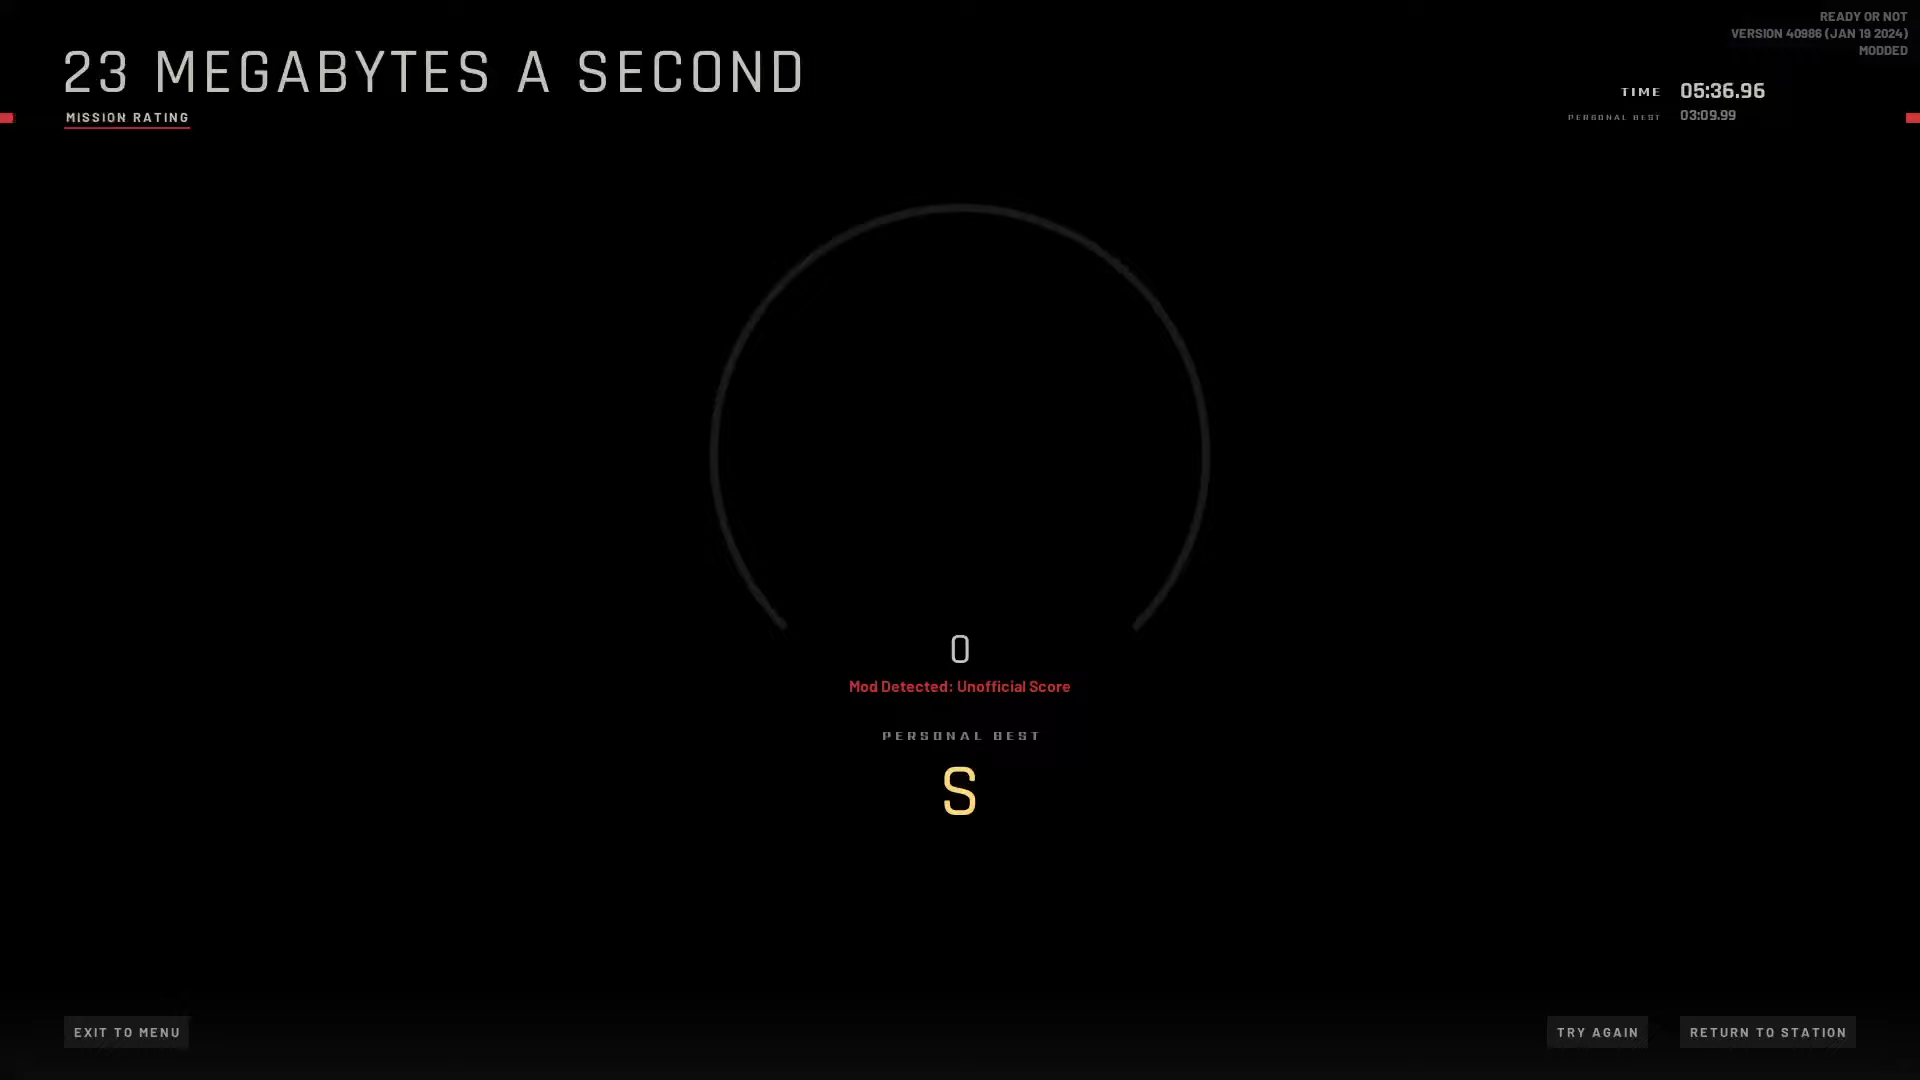 READY OR NOT
VERSION 40986 (JAN 19 2024)
MODDED
23 MEGABYTES A SECOND
MISSION RATING
TIME 05:36.96
PERSONAL BEST 03:09.99
0
Mod Detected: Unofficial Score
PERSONAL BEST
S
EXIT TO MENU
TRY AGAIN
RETURN TO STATION